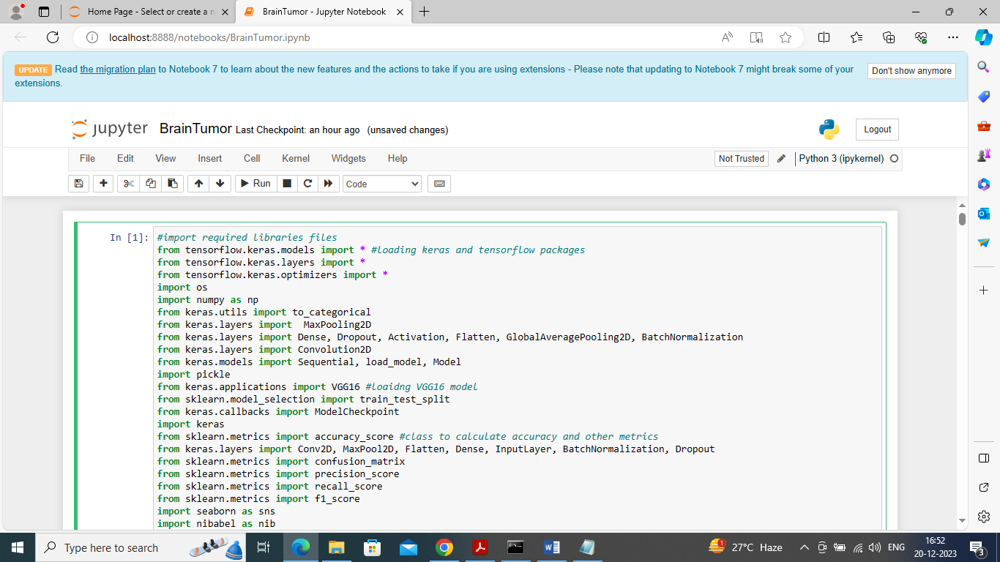 Home Page - Select or create a n
BrainTumor - Jupyter Notebook
localhost:8888/notebooks/BrainTumor.ipynb
UPDATE Read the migration plan to Notebook 7 to learn about the new features and the actions to take if you are using extensions - Please note that updating to Notebook 7 might break some of your
extensions.
Don't show anymore
jupyter BrainTumor Last Checkpoint: an hour ago (unsaved changes)
Logout
File Edit View Insert Cell Kernel Widgets Help
Not Trusted Python 3 (ipykernel)
Run Code
In [1]: #import required libraries files
from tensorflow.keras.models import * #loading keras and tensorflow packages
from tensorflow.keras.layers import *
from tensorflow.keras.optimizers import *
import os
import numpy as np
from keras.utils import to_categorical
from keras.layers import  MaxPooling2D
from keras.layers import Dense, Dropout, Activation, Flatten, GlobalAveragePooling2D, BatchNormalization
from keras.layers import Convolution2D
from keras.models import Sequential, load_model, Model
import pickle
from keras.applications import VGG16 #loaidng VGG16 model
from sklearn.model_selection import train_test_split
from keras.callbacks import ModelCheckpoint
import keras
from sklearn.metrics import accuracy_score #class to calculate accuracy and other metrics
from keras.layers import Conv2D, MaxPool2D, Flatten, Dense, InputLayer, BatchNormalization, Dropout
from sklearn.metrics import confusion_matrix
from sklearn.metrics import precision_score
from sklearn.metrics import recall_score
from sklearn.metrics import f1_score
import seaborn as sns
import nibabel as nib
Type here to search
1
27°C Haze
ENG
16:52
20-12-2023
3